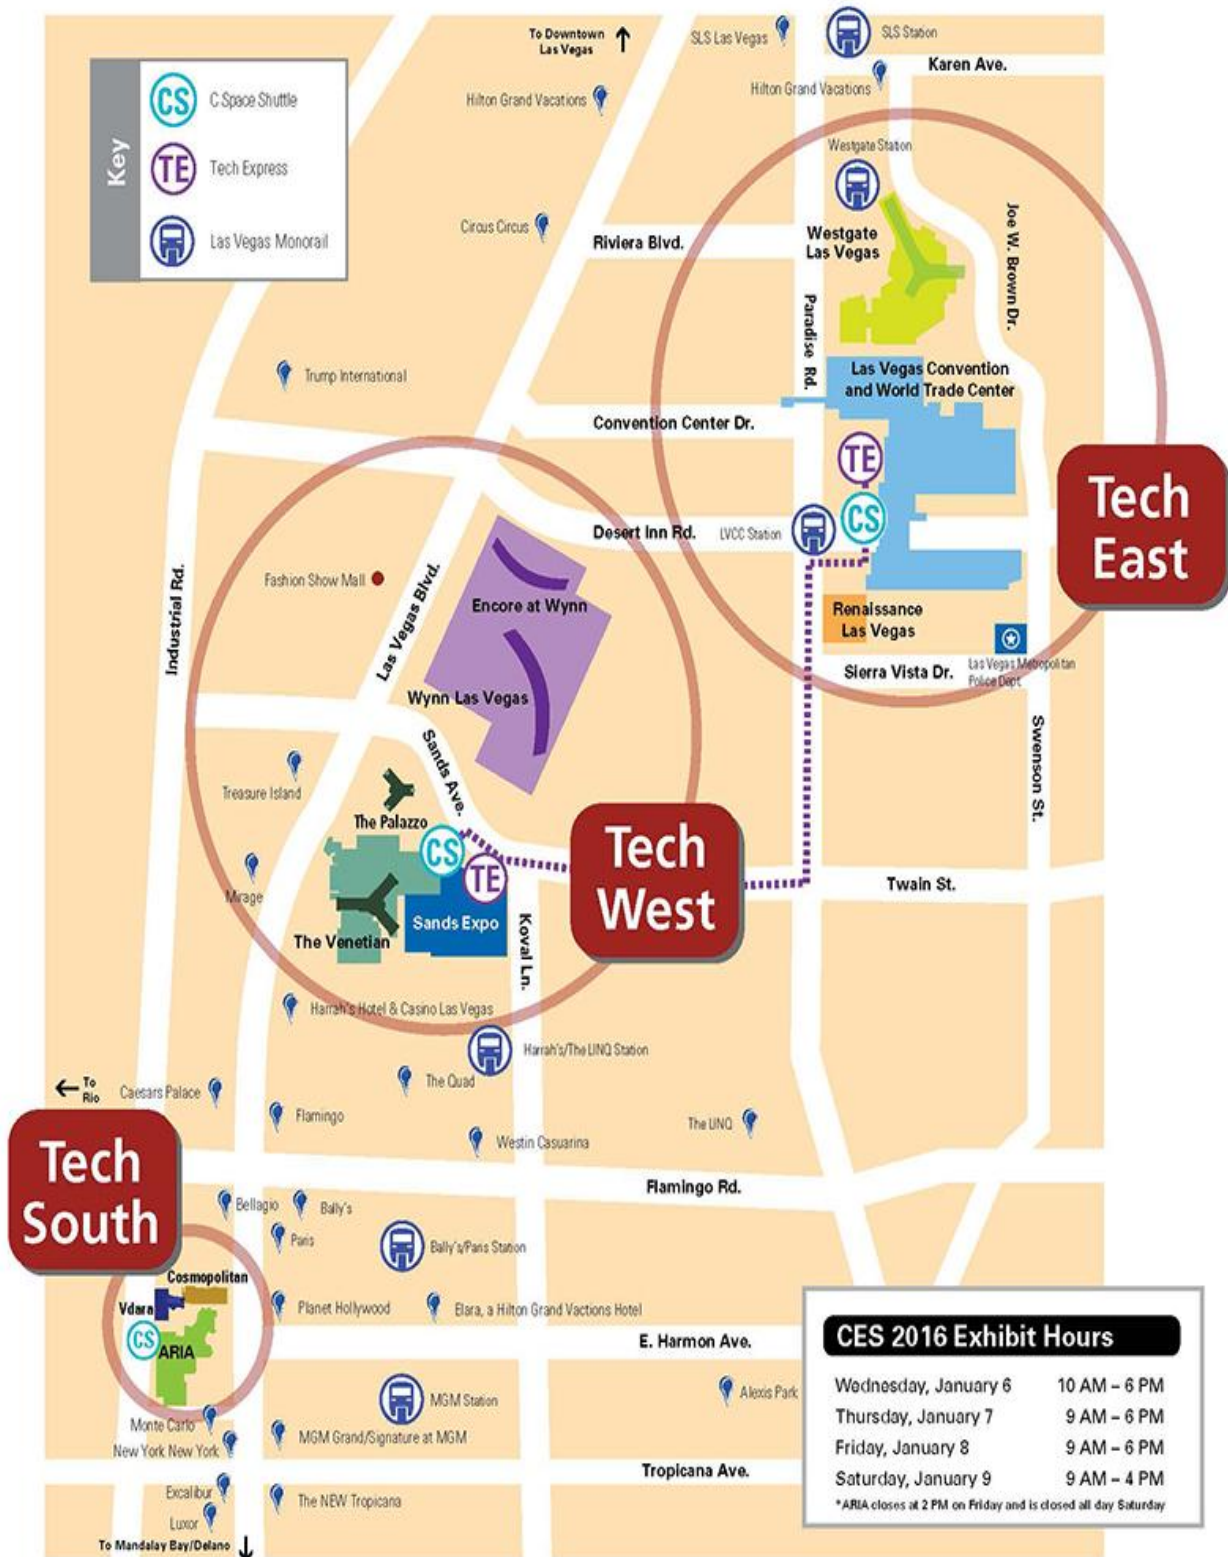 To Downtown
Las Vegas
SLS Las Vegas
SLS Station
Karen Ave.
Key
CS
C Space Shuttle
TE
Tech Express
Las Vegas Monorail
Hilton Grand Vacations
Hilton Grand Vacations
Westgate Station
Circus Circus
Riviera Blvd.
Westgate
Las Vegas
Joe W. Brown Dr.
Paradise Rd.
Trump International
Las Vegas Convention
and World Trade Center
Convention Center Dr.
TE
Tech
East
CS
Desert Inn Rd.
LVCC Station
Industrial Rd.
Fashion Show Mall
Las Vegas Blvd.
Encore at Wynn
Renaissance
Las Vegas
Sierra Vista Dr.
Las Vegas Metropolitan
Police Dept.
Wynn Las Vegas
Sands Ave.
Swenson St.
Treasure Island
The Palazzo
CS
TE
Tech
West
Twain St.
Mirage
Sands Expo
The Venetian
Koval Ln.
Harrah's Hotel & Casino Las Vegas
Harrah's/The LINQ Station
To
Rio
Caesars Palace
The Quad
Flamingo
The LINQ
Westin Casuarina
Tech
South
Flamingo Rd.
Bellagio
Bally's
Paris
Bally's/Paris Station
Cosmopolitan
Vdara
CS
ARIA
Planet Hollywood
Elara, a Hilton Grand Vactions Hotel
E. Harmon Ave.
MGM Station
Alexis Park
Monte Carlo
New York New York
MGM Grand/Signature at MGM
Tropicana Ave.
Excalibur
The NEW Tropicana
Luxor
To Mandalay Bay/Delano
CES 2016 Exhibit Hours
Wednesday, January 6 10 AM – 6 PM
Thursday, January 7 9 AM – 6 PM
Friday, January 8 9 AM – 6 PM
Saturday, January 9 9 AM – 4 PM
*ARIA closes at 2 PM on Friday and is closed all day Saturday